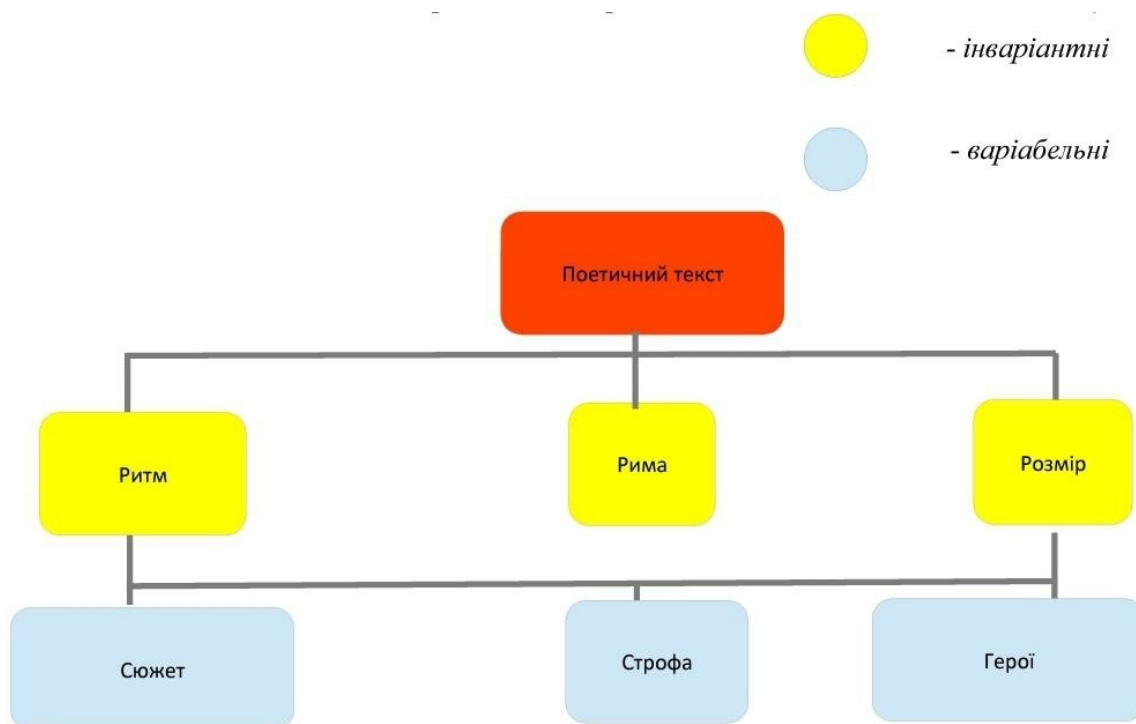 - інваріантні
- варіабельні
Поетичний текст
Ритм
Рима
Розмір
Сюжет
Строфа
Герої